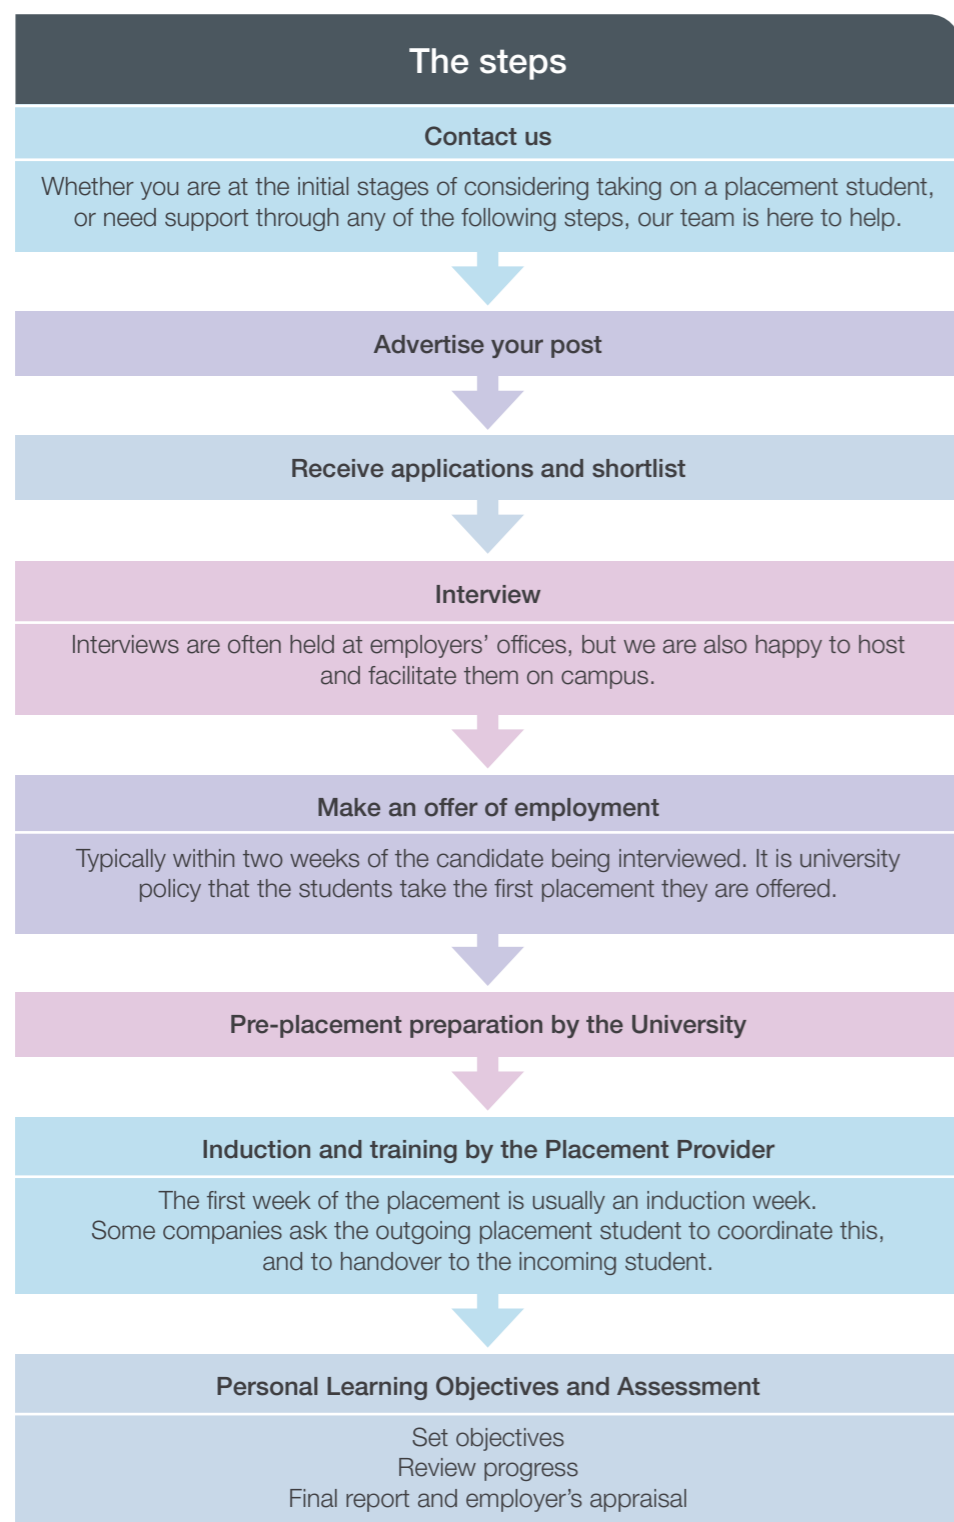 The steps
Contact us
Whether you are at the initial stages of considering taking on a placement student,
or need support through any of the following steps, our team is here to help.
Advertise your post
Receive applications and shortlist
Interview
Interviews are often held at employers’ offices, but we are also happy to host
and facilitate them on campus.
Make an offer of employment
Typically within two weeks of the candidate being interviewed. It is university
policy that the students take the first placement they are offered.
Pre-placement preparation by the University
Induction and training by the Placement Provider
The first week of the placement is usually an induction week.
Some companies ask the outgoing placement student to coordinate this,
and to handover to the incoming student.
Personal Learning Objectives and Assessment
Set objectives
Review progress
Final report and employer’s appraisal